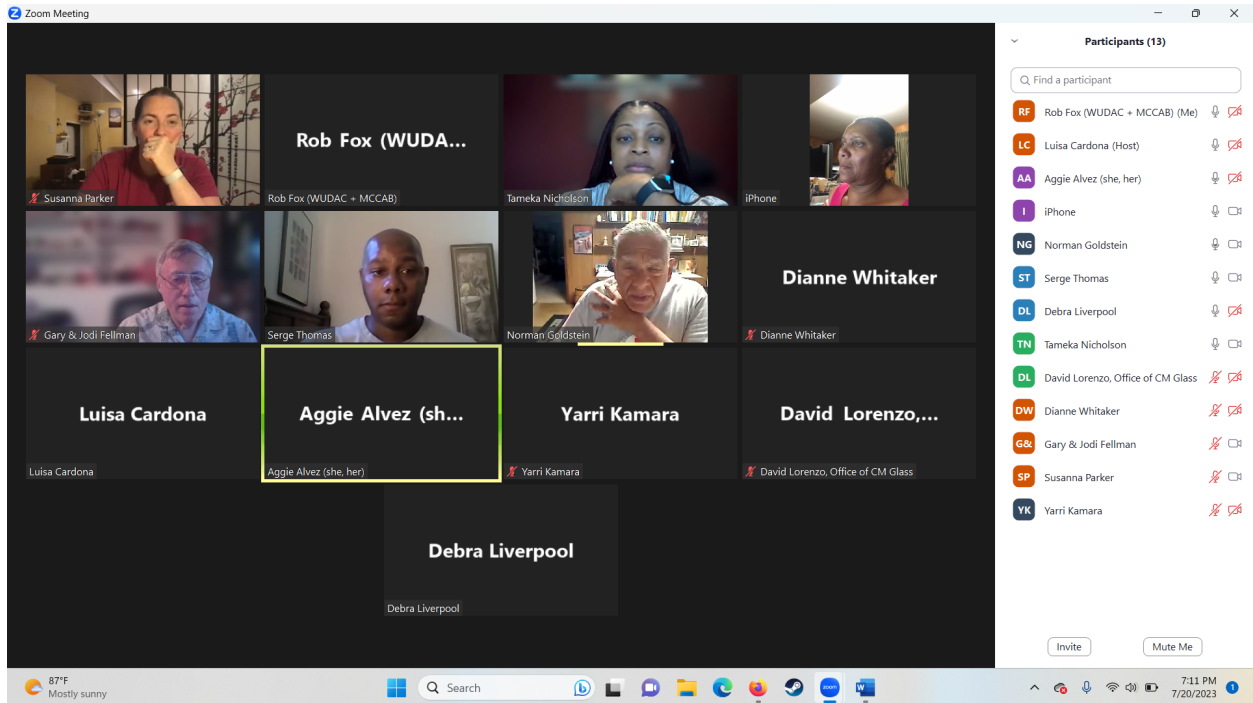 Zoom Meeting
Susanna Parker
Rob Fox (WUDA...
Rob Fox (WUDAC + MCCAB)
Tameka Nicholson
iPhone
Gary & Jodi Fellman
Serge Thomas
Norman Goldstein
Dianne Whitaker
Dianne Whitaker
Luisa Cardona
Luisa Cardona
Aggie Alvez (sh...
Aggie Alvez (she, her)
Yarri Kamara
Yarri Kamara
David Lorenzo,...
David Lorenzo, Office of CM Glass
Debra Liverpool
Debra Liverpool
Participants (13)
Find a participant
RF Rob Fox (WUDAC + MCCAB) (Me)
LC Luisa Cardona (Host)
AA Aggie Alvez (she, her)
I iPhone
NG Norman Goldstein
ST Serge Thomas
DL Debra Liverpool
TN Tameka Nicholson
DL David Lorenzo, Office of CM Glass
DW Dianne Whitaker
G& Gary & Jodi Fellman
SP Susanna Parker
YK Yarri Kamara
Invite Mute Me
87°F
Mostly sunny
Search
zoom
7:11 PM
7/20/2023
1